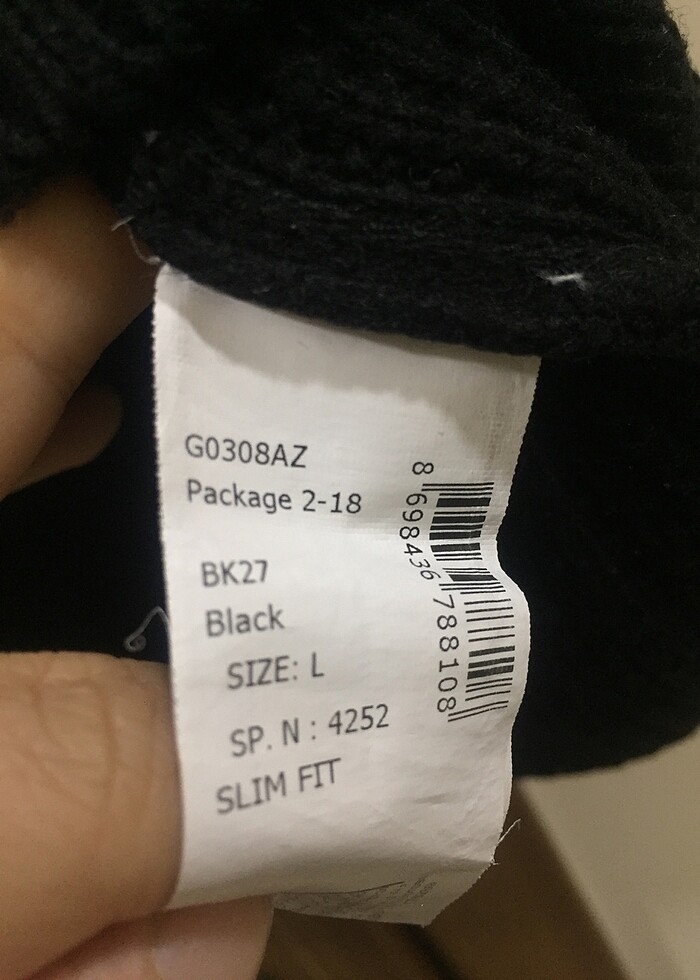 G0308AZ
Package 2-18
BK27
Black
SIZE: L
SP. N : 4252
SLIM FIT
8 698436 788108